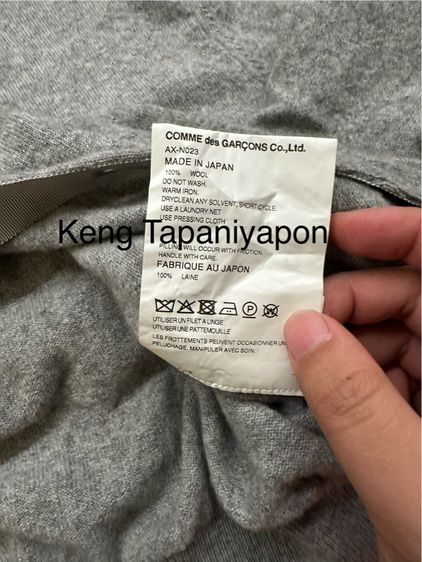 COMME des GARÇONS Co.,Ltd.
AX-N023
MADE IN JAPAN
100% WOOL
DO NOT WASH.
WARM IRON.
DRYCLEAN ANY SOLVENT, SHORT CYCLE.
USE A LAUNDRY NET
USE PRESSING CLOTH
Keng Tapaniyapon
PILLING WILL OCCUR WITH FRICTION.
HANDLE WITH CARE.
FABRIQUE AU JAPON
100% LAINE
UTILISER UN FILET A LINGE
UTILISER UNE PATTEMOUILLE
LES FROTTEMENTS PEUVENT OCCASIONNER UN
PELUCHAGE, MANIPULER AVEC SOIN.